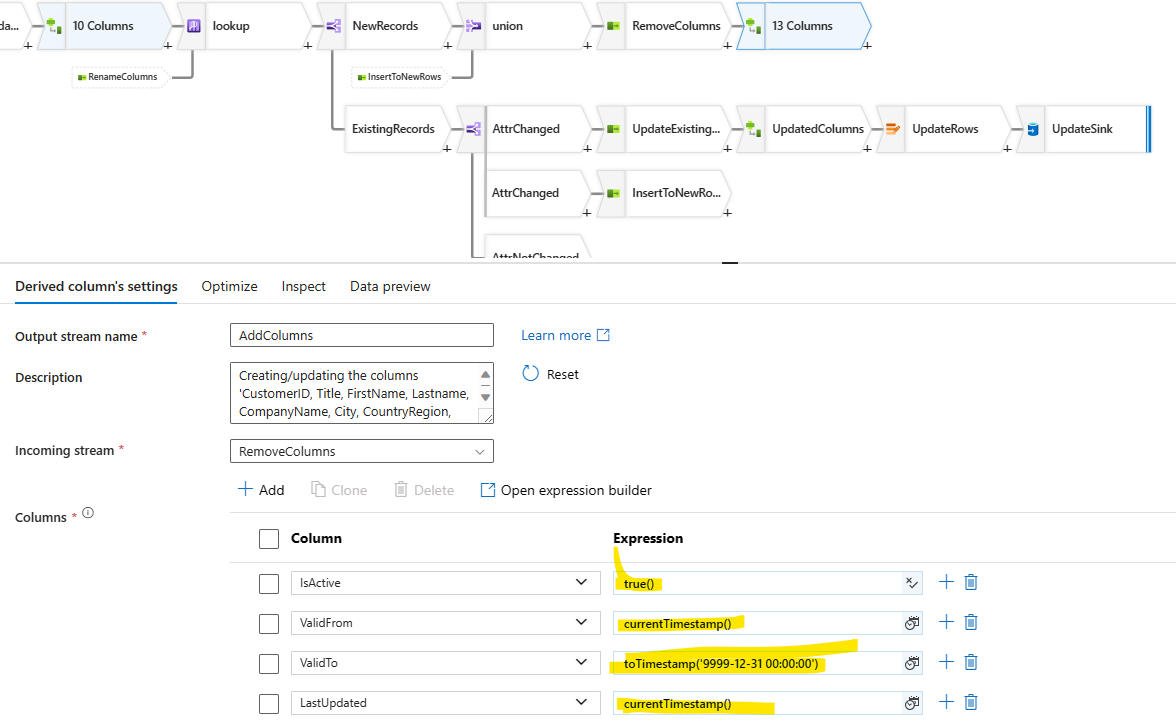 da...
10 Columns
lookup
NewRecords
union
RemoveColumns
13 Columns
RenameColumns
InsertToNewRows
ExistingRecords
AttrChanged
UpdateExisting...
UpdatedColumns
UpdateRows
UpdateSink
AttrChanged
InsertToNewRo...
AttrNotChanged
Derived column's settings
Optimize
Inspect
Data preview
Output stream name *
AddColumns
Learn more
Description
Creating/updating the columns
'CustomerID, Title, FirstName, Lastname,
CompanyName, City, CountryRegion,
Reset
Incoming stream *
RemoveColumns
+ Add
Clone
Delete
Open expression builder
Columns *
Column
Expression
IsActive
true()
ValidFrom
currentTimestamp()
ValidTo
toTimestamp('9999-12-31 00:00:00')
LastUpdated
currentTimestamp()